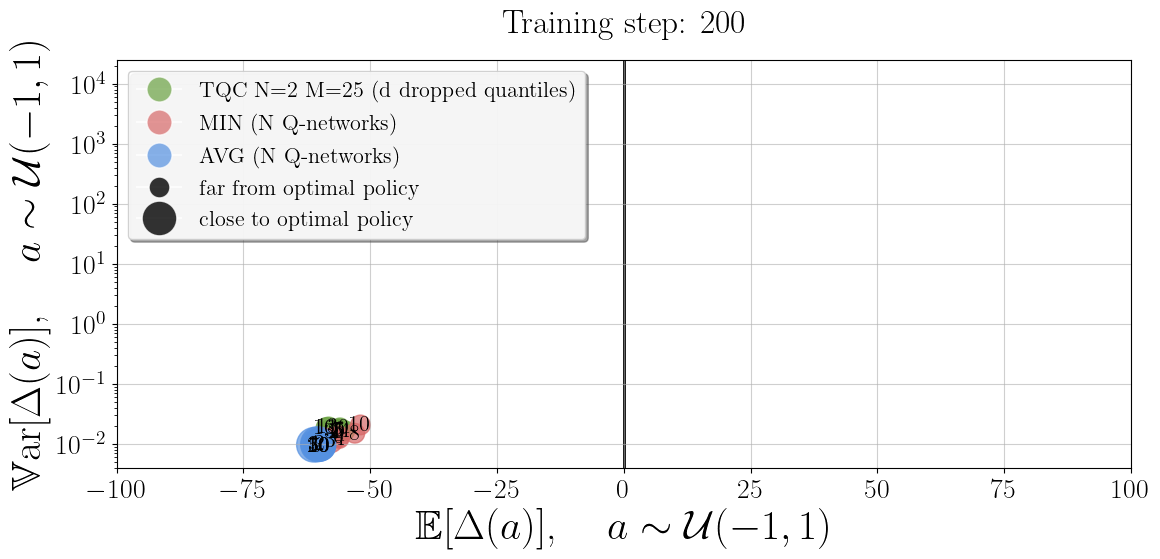 Training step: 200
𝕍ar[Δ(a)], a ∼ 𝒰(−1, 1)
10⁴
10³
10²
10¹
10⁰
10⁻¹
10⁻²
TQC N=2 M=25 (d dropped quantiles)
MIN (N Q-networks)
AVG (N Q-networks)
far from optimal policy
close to optimal policy
10
8
−100 −75 −50 −25 0 25 50 75 100
𝔼[Δ(a)], a ∼ 𝒰(−1, 1)